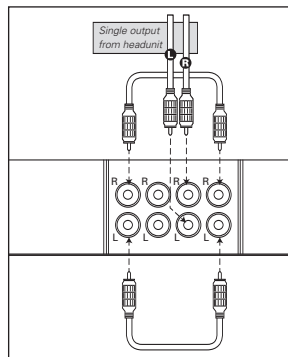 Single output
from headunit
L
R
R R R R
L L L L